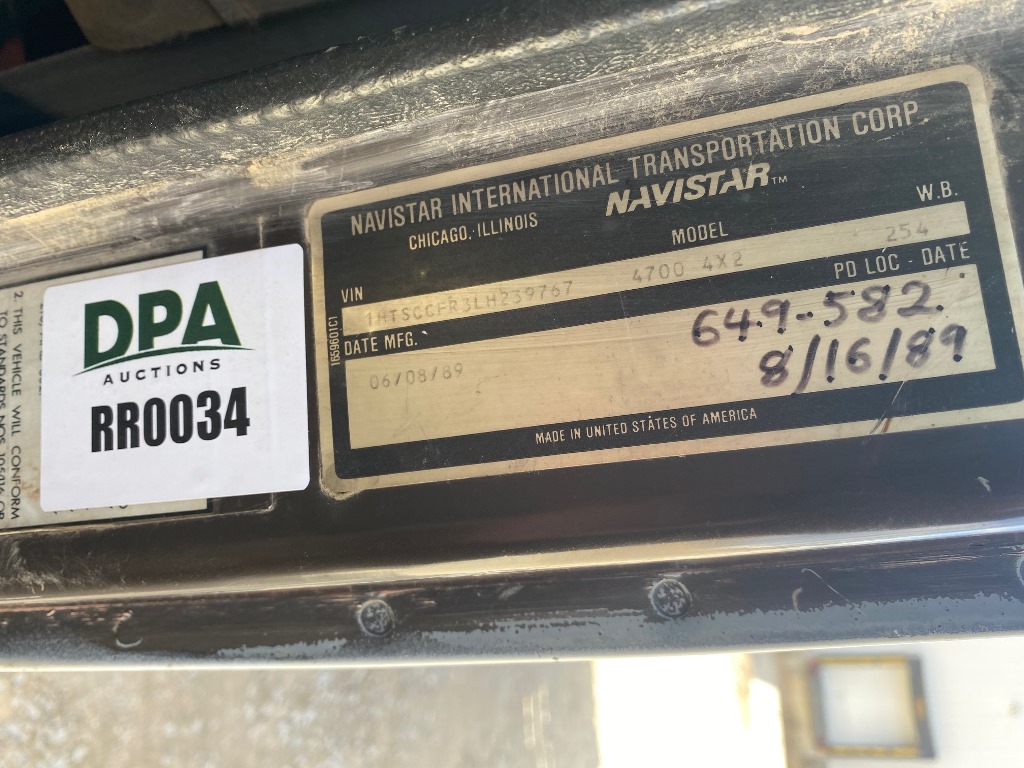 NAVISTAR INTERNATIONAL TRANSPORTATION CORP.
CHICAGO, ILLINOIS
NAVISTAR™
VIN
MODEL
W.B.
1HTSCCFR3LH239767
4700 4X2
254
DATE MFG.
PD LOC - DATE
06/08/89
649-582
8/16/89
MADE IN UNITED STATES OF AMERICA
1659601C1
DPA
AUCTIONS
RR0034
2. THIS VEHICLE WILL CONFORM
TO STANDARDS NOS.